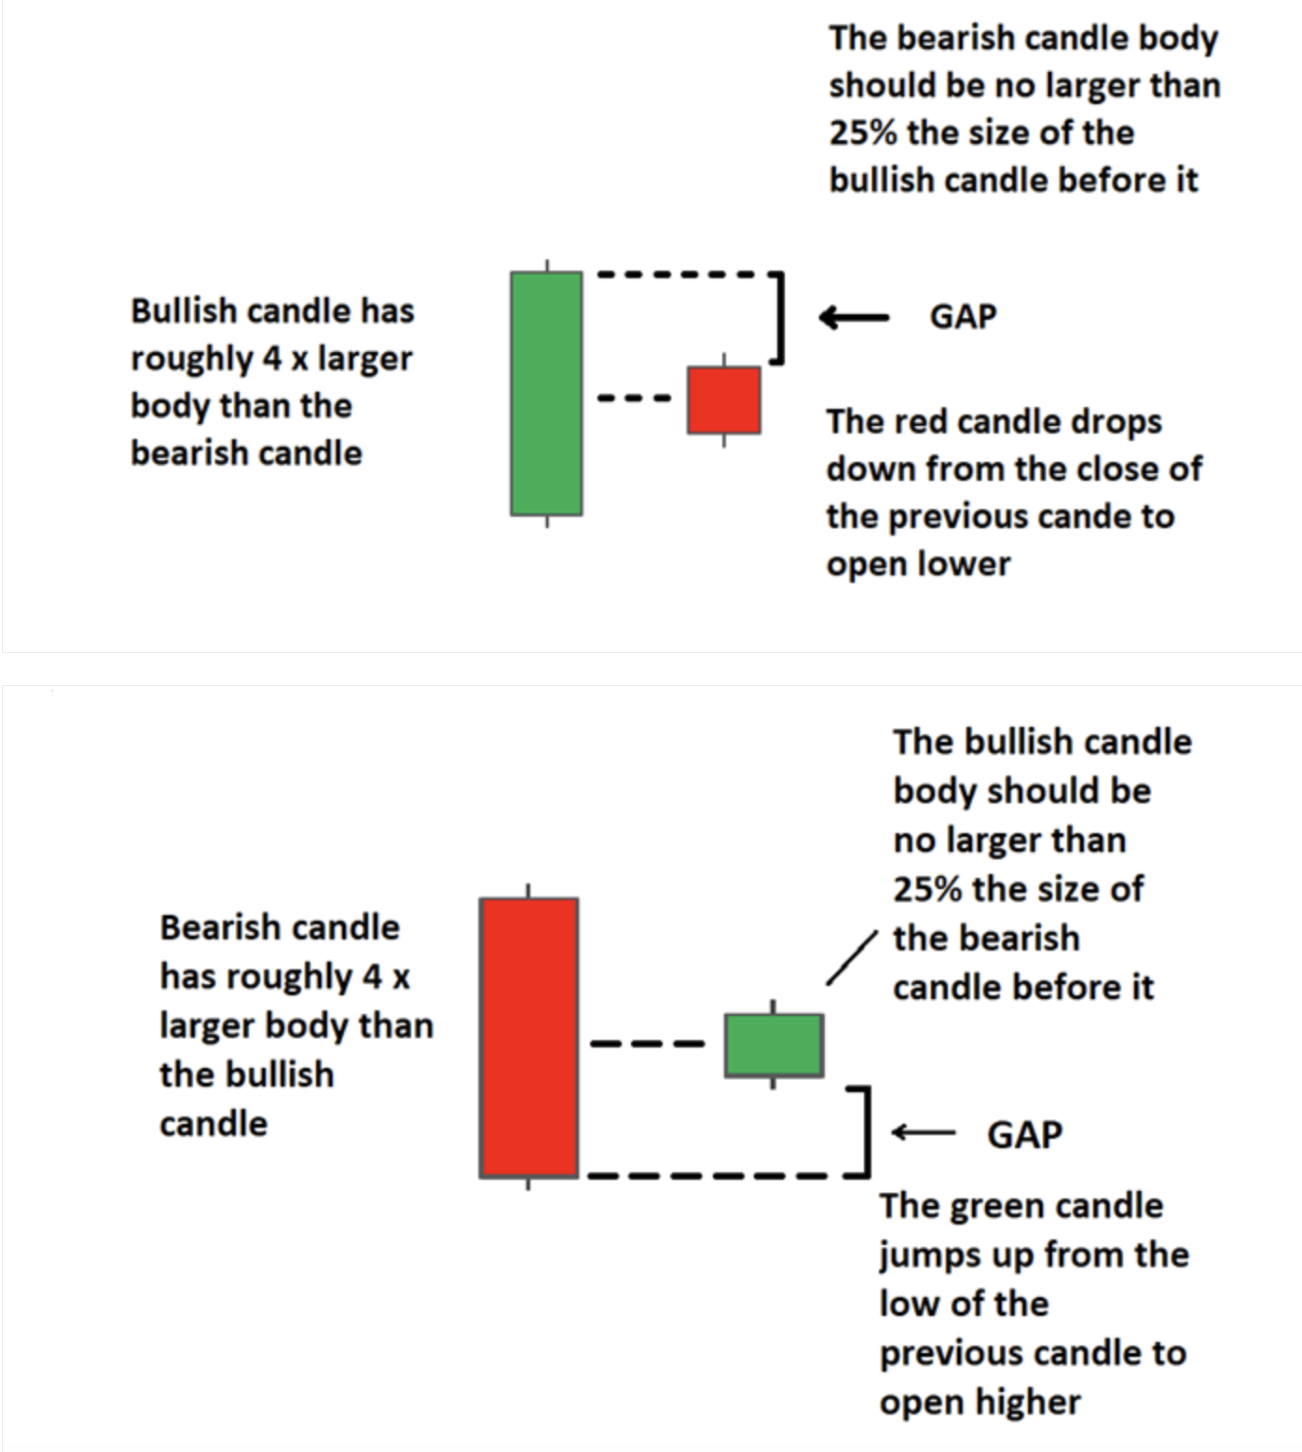 The bearish candle body
should be no larger than
25% the size of the
bullish candle before it
Bullish candle has
roughly 4 x larger
body than the
bearish candle
GAP
The red candle drops
down from the close of
the previous cande to
open lower
The bullish candle
body should be
no larger than
25% the size of
the bearish
candle before it
Bearish candle
has roughly 4 x
larger body than
the bullish
candle
GAP
The green candle
jumps up from the
low of the
previous candle to
open higher